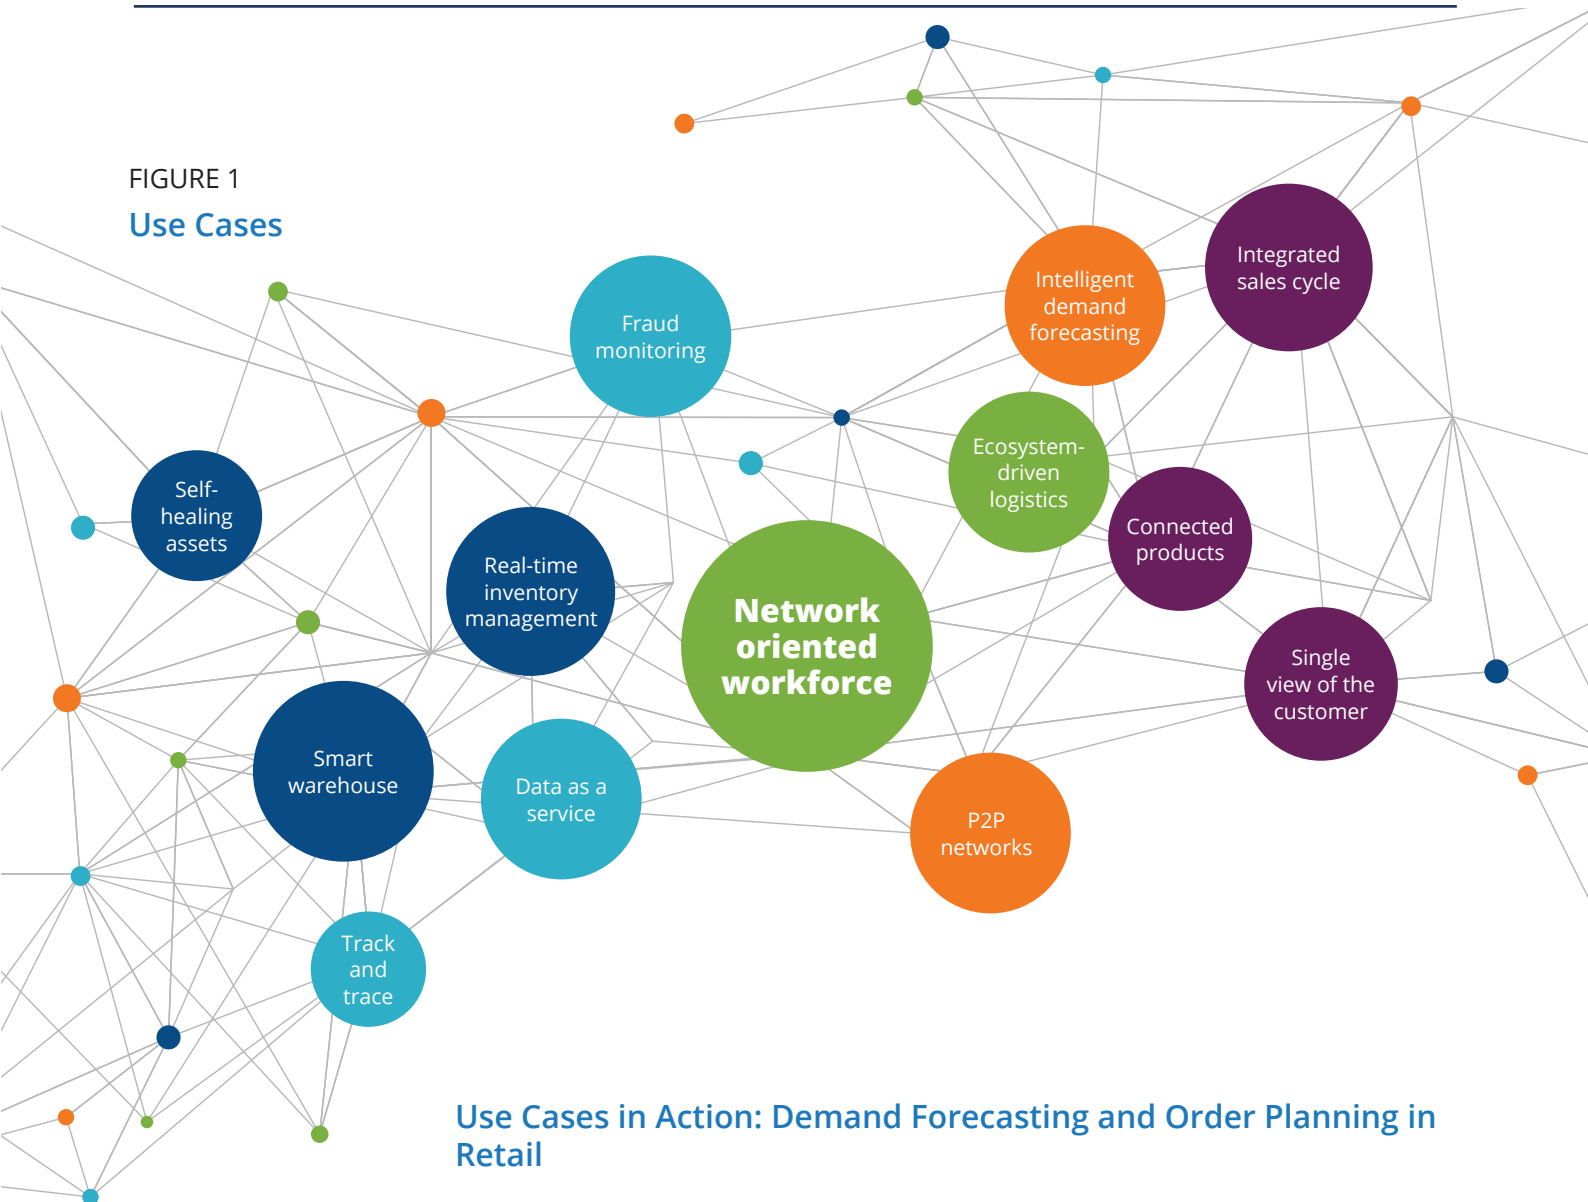 FIGURE 1
Use Cases
Fraud
monitoring
Intelligent
demand
forecasting
Integrated
sales cycle
Self-
healing
assets
Real-time
inventory
management
Ecosystem-
driven
logistics
Connected
products
Network
oriented
workforce
Single
view of the
customer
Smart
warehouse
Data as a
service
P2P
networks
Track
and
trace
Use Cases in Action: Demand Forecasting and Order Planning in
Retail